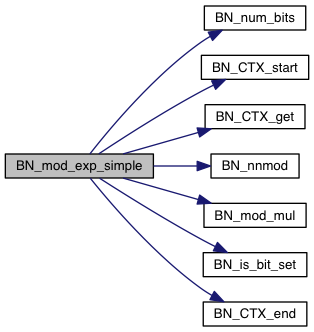 BN_num_bits
BN_CTX_start
BN_CTX_get
BN_mod_exp_simple
BN_nnmod
BN_mod_mul
BN_is_bit_set
BN_CTX_end